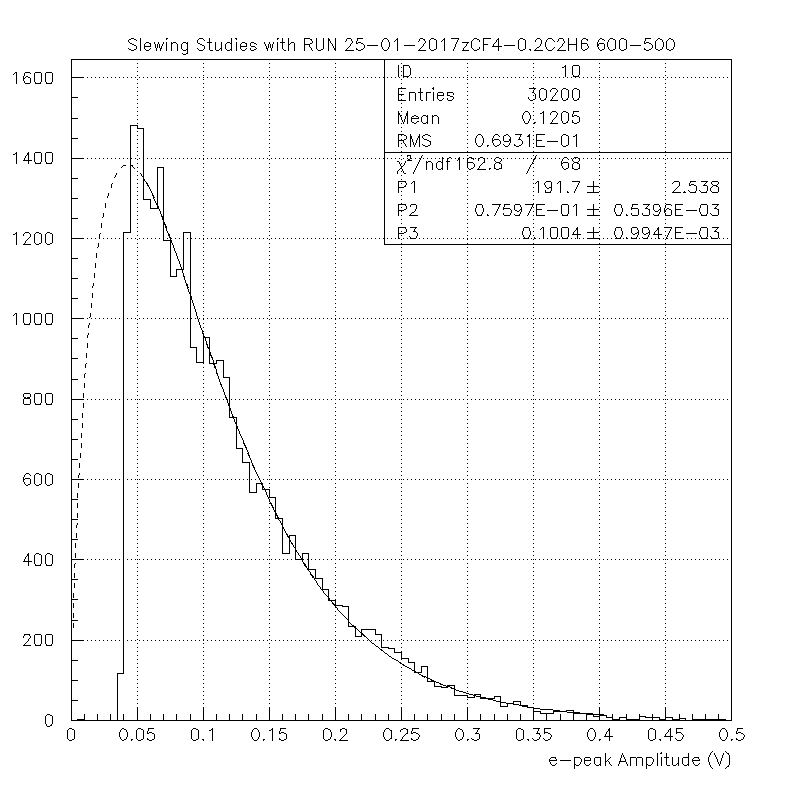 Slewing Studies with RUN 25-01-2017zCF4-0.2C2H6 600-500
ID 10
Entries 30200
Mean 0.1205
RMS 0.6931E-01
χ²/ndf 162.8 / 68
P1 191.7 ± 2.538
P2 0.7597E-01 ± 0.5396E-03
P3 0.1004 ± 0.9947E-03
1600
1400
1200
1000
800
600
400
200
0
0 0.05 0.1 0.15 0.2 0.25 0.3 0.35 0.4 0.45 0.5
e-peak Amplitude (V)